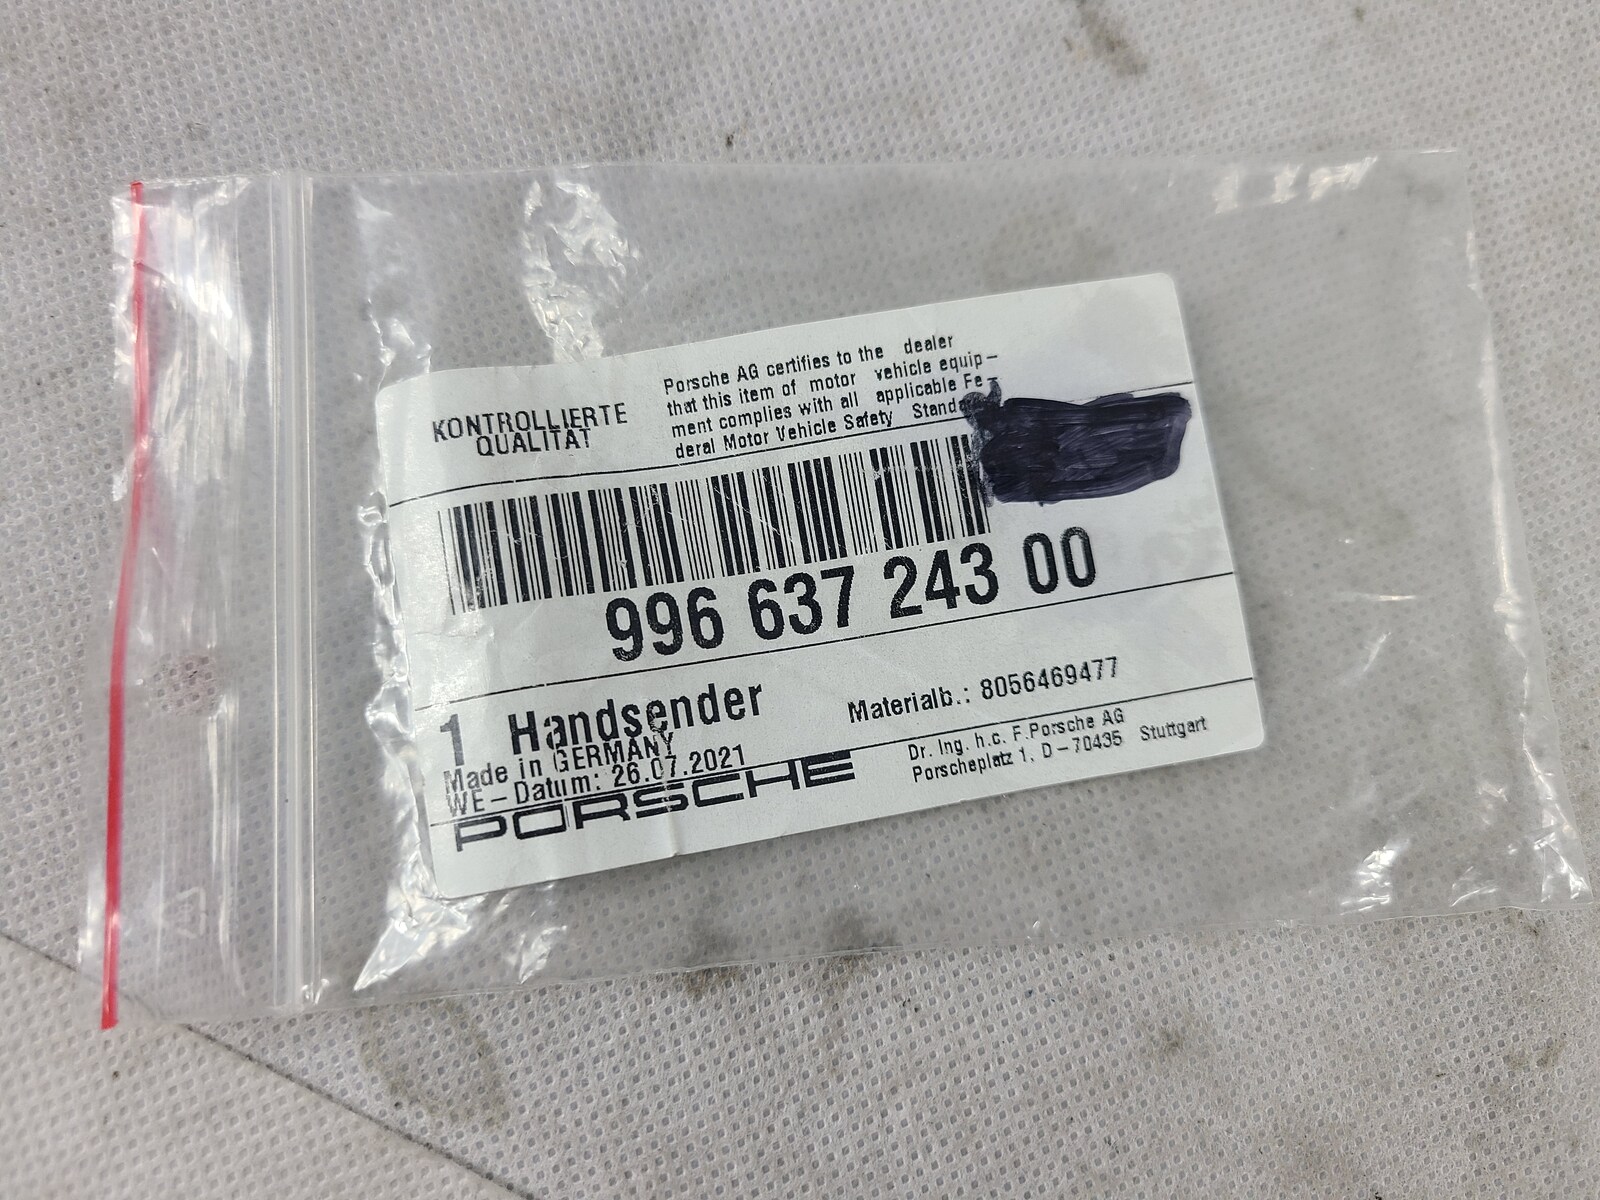 KONTROLLIERTE
QUALITÄT
Porsche AG certifies to the dealer
that this item of motor vehicle equip-
ment complies with all applicable Fe-
deral Motor Vehicle Safety
996 637 243 00
1 Handsender
Materialb.: 8056469477
Made in GERMANY
WE-Datum: 26.07.2021
PORSCHE
Dr. Ing. h.c. F.Porsche AG
Porscheplatz 1, D-70435 Stuttgart